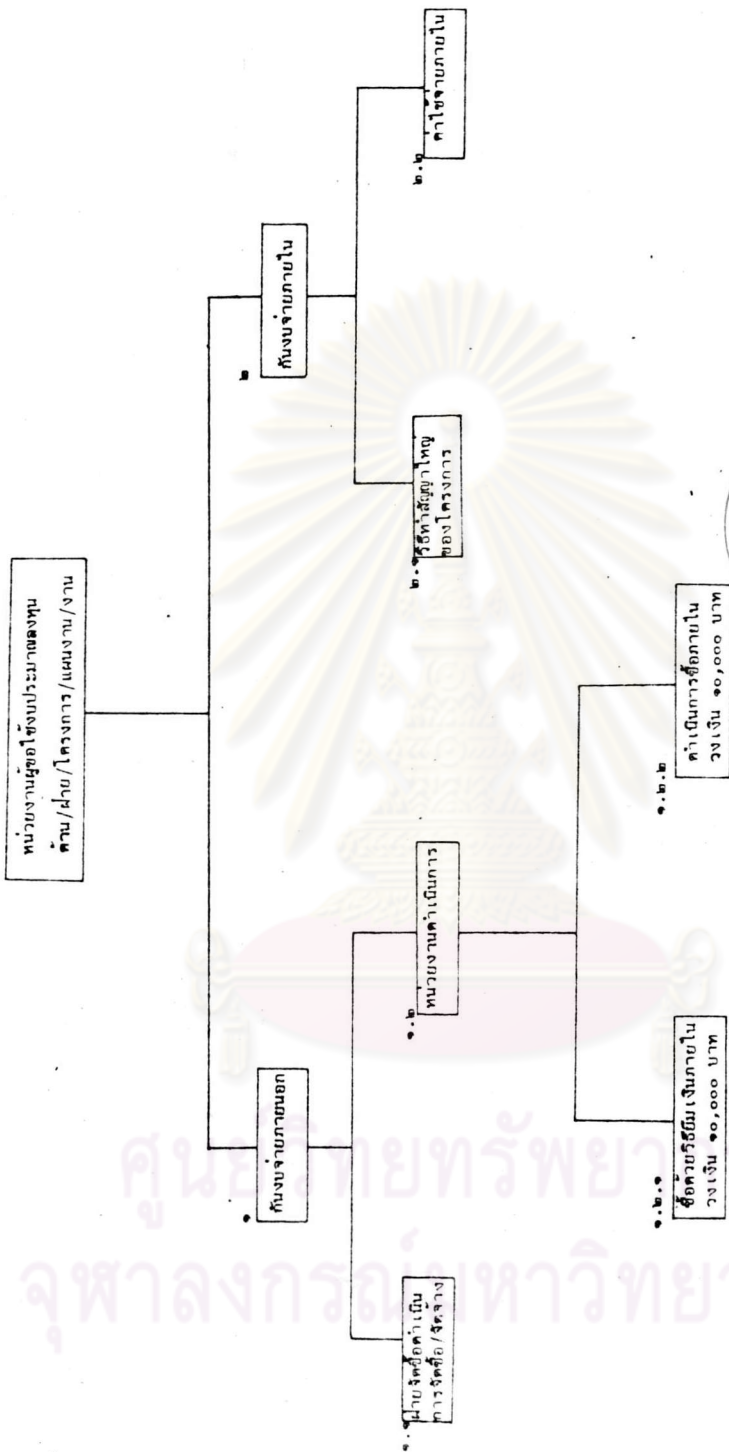 หน่วยงานผู้ขอใช้งบประมาณลงทุน
ด้าน/ฝ่าย/โครงการ/แผนงาน/งาน
๑
กันงบจ่ายภายนอก
๒
กันงบจ่ายภายใน
๑.๑
ฝ่ายจัดซื้อดำเนิน
การจัดซื้อ/จัดจ้าง
๑.๒
หน่วยงานดำเนินการ
๒.๑
รอทำสัญญาใหญ่
ของโครงการ
๒.๒
ค่าใช้จ่ายภายใน
๑.๒.๑
ซื้อด้วยวิธียืมเงินภายใน
วงเงิน ๑๐,๐๐๐ บาท
๑.๒.๒
ดำเนินการซื้อภายใน
วงเงิน ๑๐,๐๐๐ บาท
ศูนย์วิทยทรัพยา
จุฬาลงกรณ์มหาวิทยา